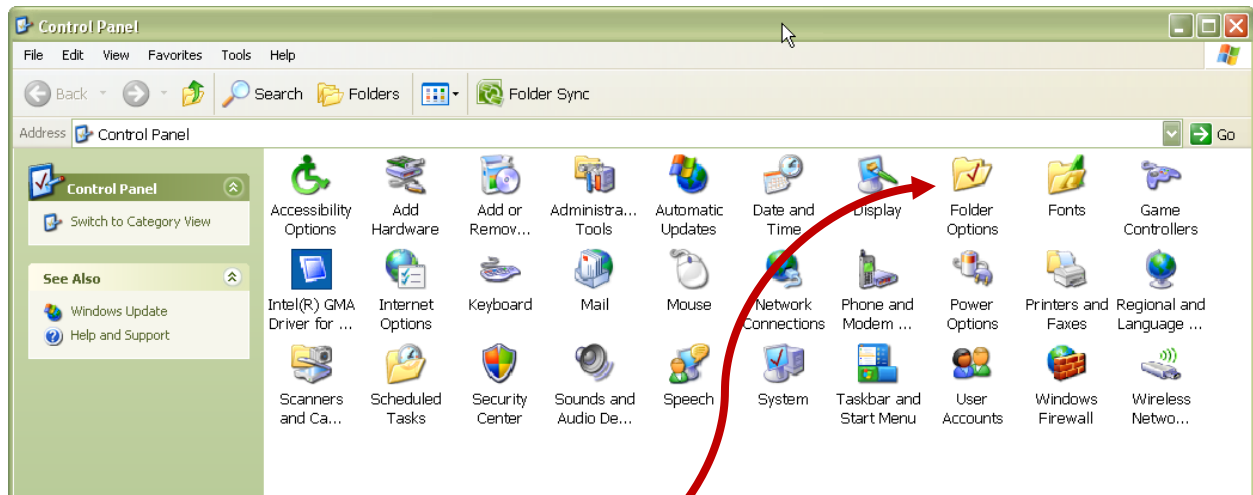 Control Panel
File Edit View Favorites Tools Help
Back Search Folders Folder Sync
Address Control Panel Go
Control Panel
Switch to Category View
See Also
Windows Update
Help and Support
Accessibility Options
Add Hardware
Add or Remov...
Administra... Tools
Automatic Updates
Date and Time
Display
Folder Options
Fonts
Game Controllers
Intel(R) GMA Driver for ...
Internet Options
Keyboard
Mail
Mouse
Network Connections
Phone and Modem ...
Power Options
Printers and Faxes
Regional and Language ...
Scanners and Ca...
Scheduled Tasks
Security Center
Sounds and Audio De...
Speech
System
Taskbar and Start Menu
User Accounts
Windows Firewall
Wireless Netwo...